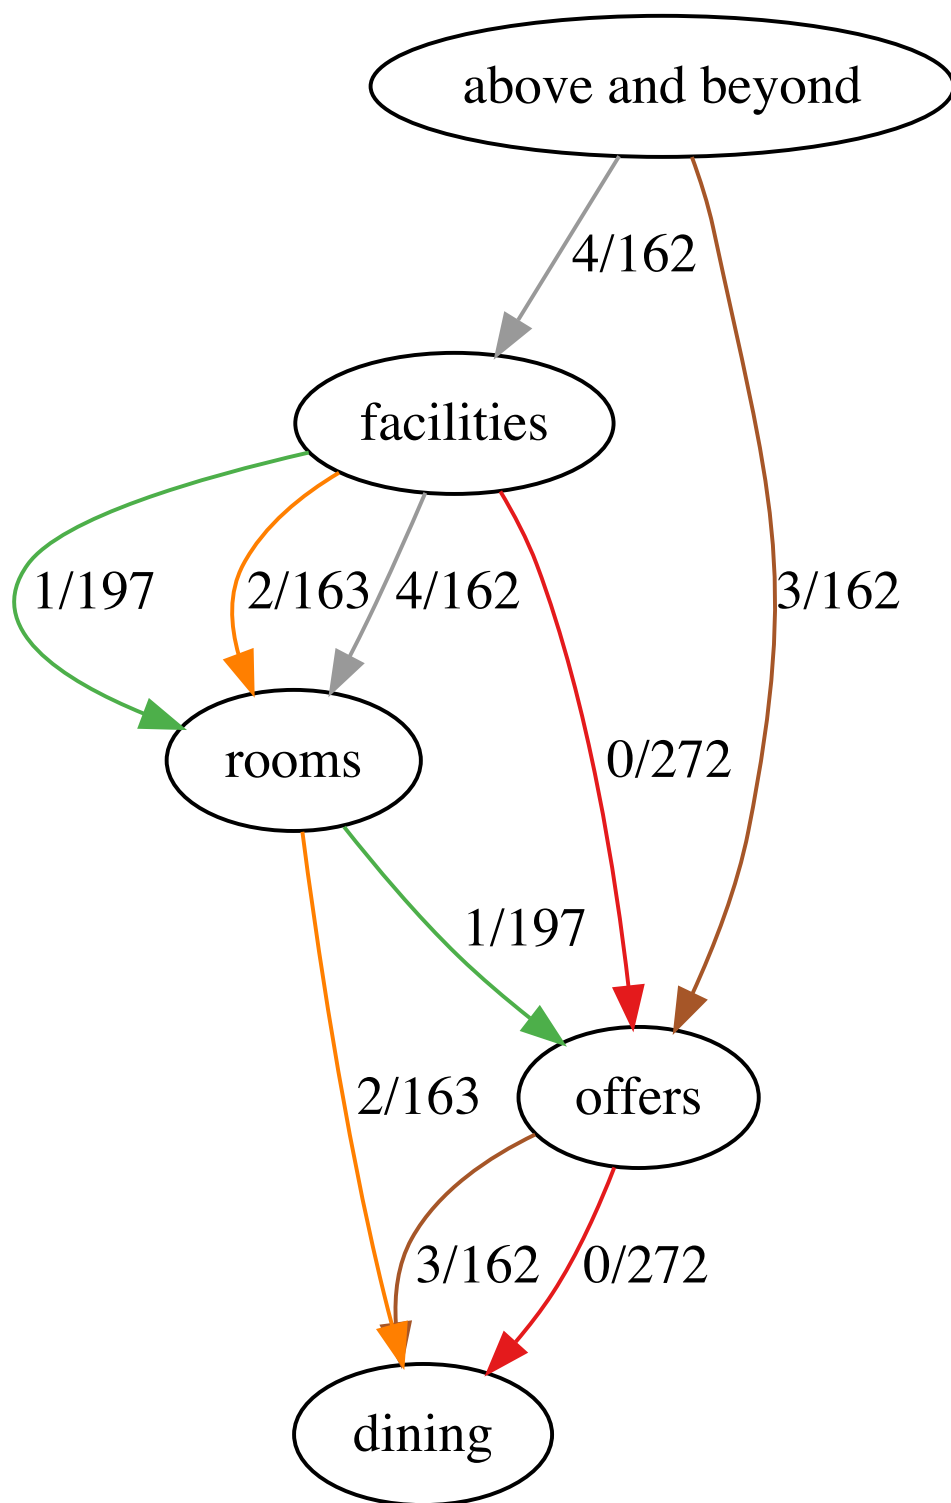 above and beyond
4/162
facilities
1/197
2/163
4/162
3/162
rooms
0/272
1/197
2/163
offers
3/162
0/272
dining